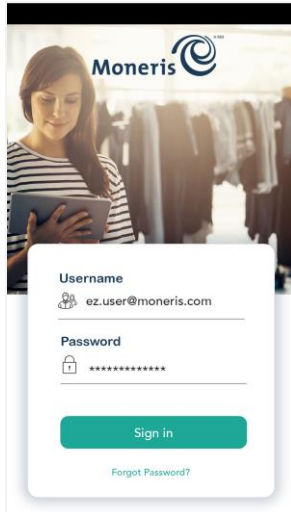 Moneris
Username
ez.user@moneris.com
Password
*************
Sign in
Forgot Password?